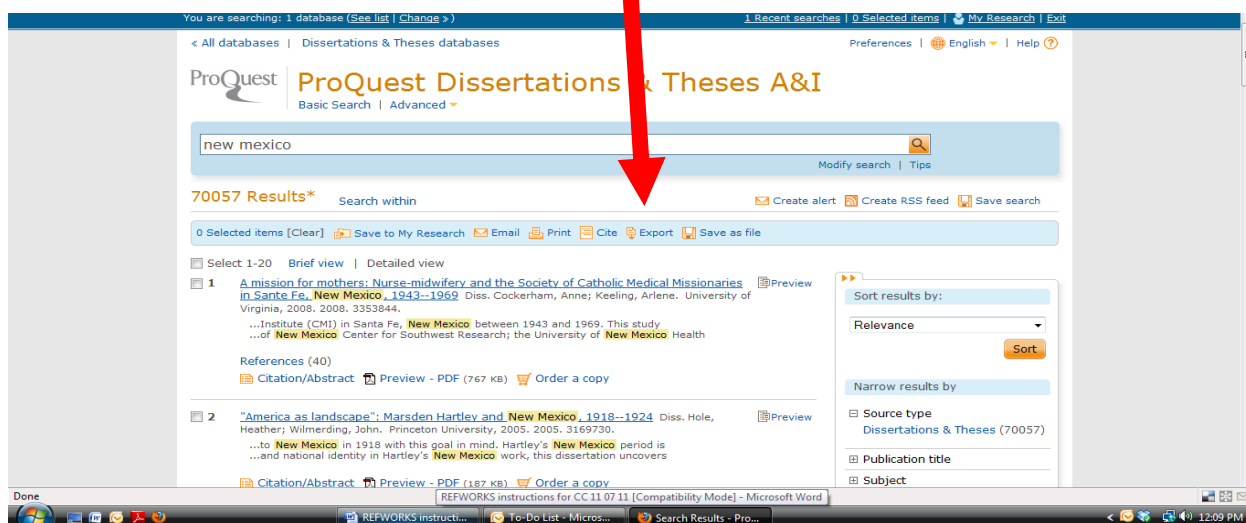 You are searching: 1 database (See list | Change »)
1 Recent searches | 0 Selected items | My Research | Exit
« All databases | Dissertations & Theses databases
Preferences | English | Help ?
ProQuest
ProQuest Dissertations & Theses A&I
Basic Search | Advanced
new mexico
Modify search | Tips
70057 Results* Search within
Create alert Create RSS feed Save search
0 Selected items [Clear] Save to My Research Email Print Cite Export Save as file
Select 1-20 Brief view | Detailed view
1 A mission for mothers: Nurse-midwifery and the Society of Catholic Medical Missionaries
in Sante Fe, New Mexico, 1943--1969 Diss. Cockerham, Anne; Keeling, Arlene. University of
Virginia, 2008. 2008. 3353844.
Preview
...Institute (CMI) in Santa Fe, New Mexico between 1943 and 1969. This study
...of New Mexico Center for Southwest Research; the University of New Mexico Health
References (40)
Citation/Abstract Preview - PDF (767 KB) Order a copy
2 "America as landscape": Marsden Hartley and New Mexico, 1918--1924 Diss. Hole,
Heather; Wilmerding, John. Princeton University, 2005. 2005. 3169730.
Preview
...to New Mexico in 1918 with this goal in mind. Hartley's New Mexico period is
...and national identity in Hartley's New Mexico work, this dissertation uncovers
Citation/Abstract Preview - PDF (187 KB) Order a copy
Sort results by:
Relevance
Sort
Narrow results by
Source type
Dissertations & Theses (70057)
Publication title
Subject
Done
REFWORKS instructions for CC 11 07 11 [Compatibility Mode] - Microsoft Word
REFWORKS instructi...
To-Do List - Micros...
Search Results - Pro...
12:09 PM